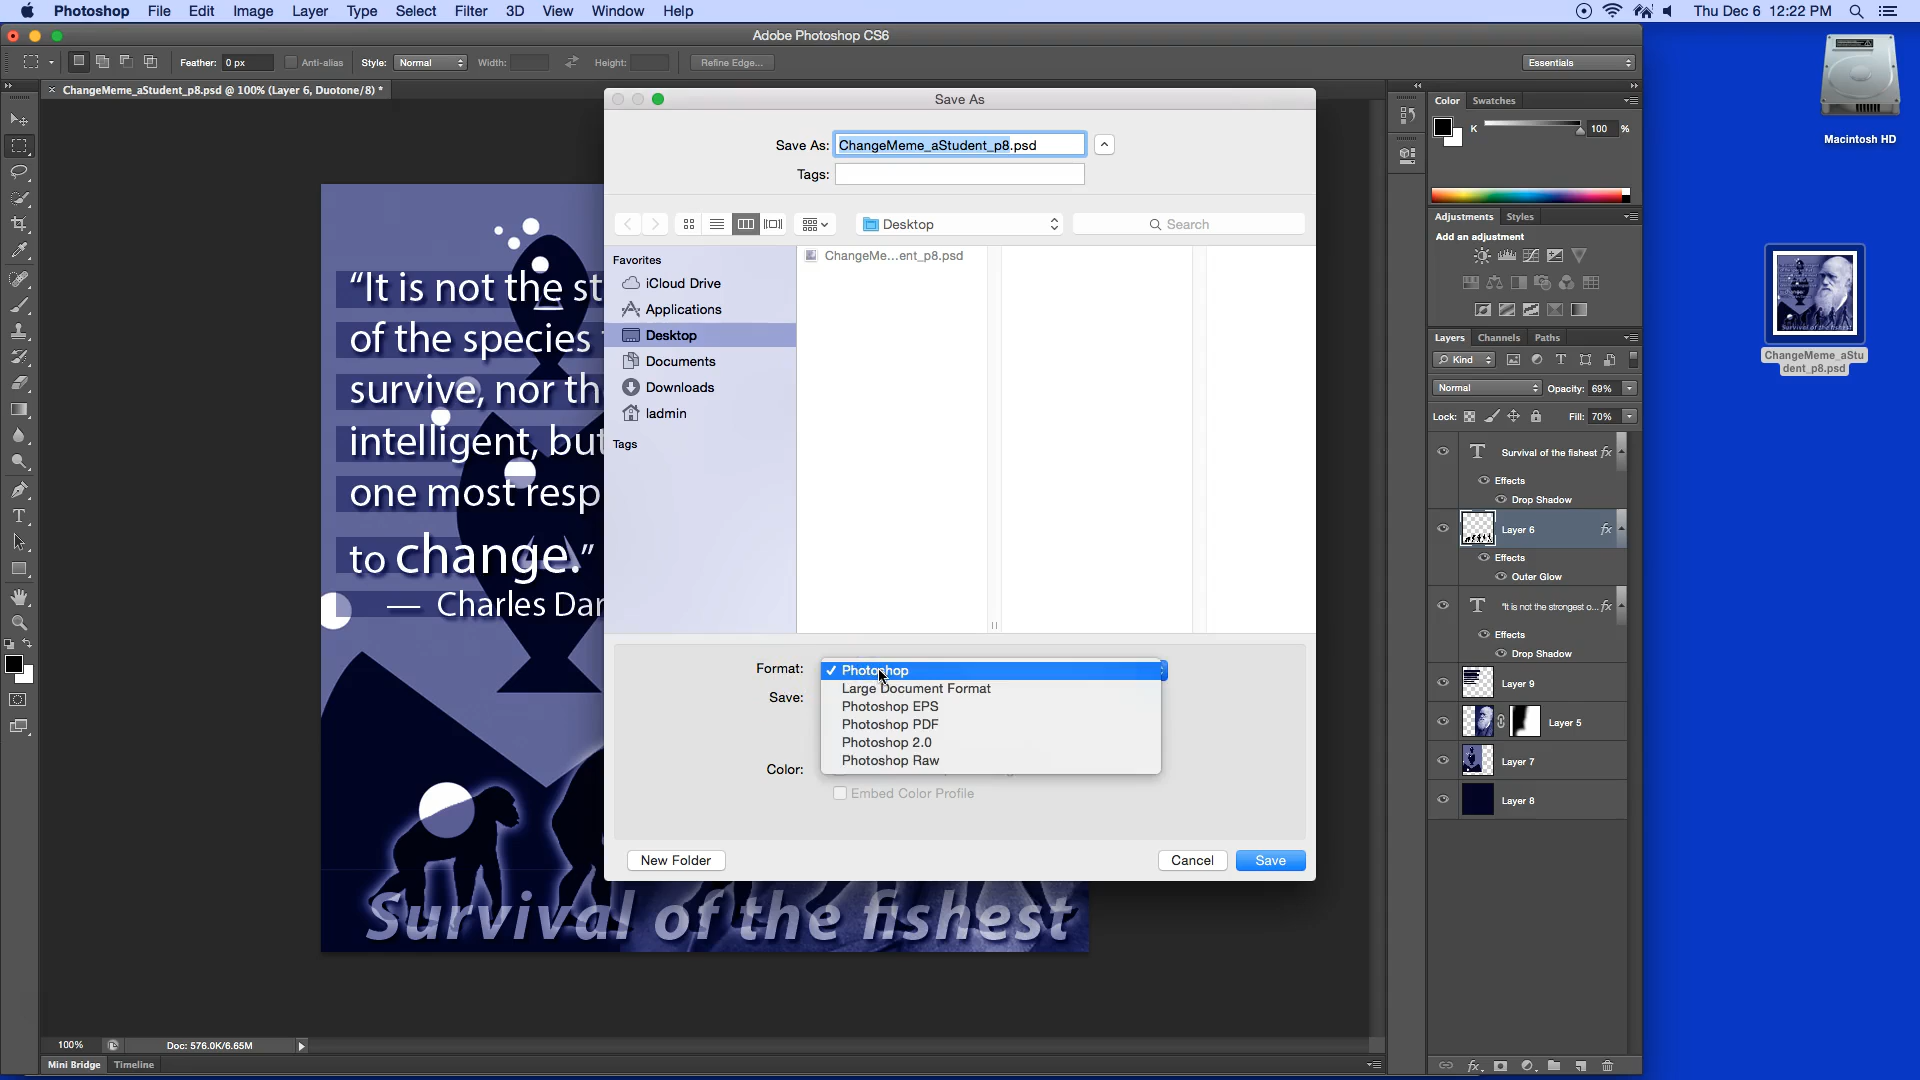 Photoshop File Edit Image Layer Type Select Filter 3D View Window Help Thu Dec 6 12:22 PM
Adobe Photoshop CS6
Feather: 0 px Anti-alias Style: Normal Width: Height: Refine Edge... Essentials
× ChangeMeme_aStudent_p8.psd @ 100% (Layer 6, Duotone/8) *
Save As
Save As: ChangeMeme_aStudent_p8.psd
Tags:
Desktop
Search
Favorites
iCloud Drive
Applications
Desktop
Documents
Downloads
ladmin
Tags
ChangeMe...ent_p8.psd
Format:
Save:
Color:
✓ Photoshop
Large Document Format
Photoshop EPS
Photoshop PDF
Photoshop 2.0
Photoshop Raw
Embed Color Profile
New Folder
Cancel
Save
“It is not the st
of the species
survive, nor th
intelligent, but
one most resp
to change.”
— Charles Dar
Survival of the fishest
Color Swatches
K 100 %
Adjustments Styles
Add an adjustment
Layers Channels Paths
Kind
Normal Opacity: 69%
Lock: Fill: 70%
T Survival of the fishest fx
Effects
Drop Shadow
Layer 6 fx
Effects
Outer Glow
T "It is not the strongest o... fx
Effects
Drop Shadow
Layer 9
Layer 5
Layer 7
Layer 8
Macintosh HD
ChangeMeme_aStu
dent_p8.psd
100% Doc: 576.0K/6.65M
Mini Bridge Timeline